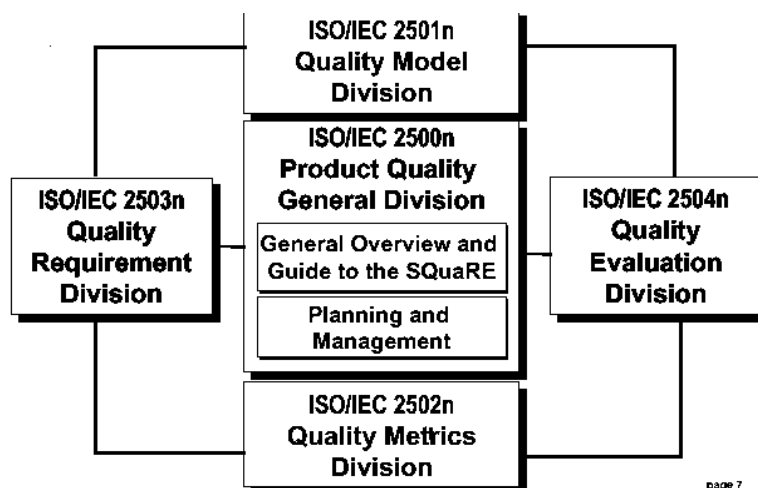 ISO/IEC 2501n
Quality Model
Division
ISO/IEC 2500n
Product Quality
General Division
General Overview and
Guide to the SQuaRE
Planning and
Management
ISO/IEC 2503n
Quality
Requirement
Division
ISO/IEC 2504n
Quality
Evaluation
Division
ISO/IEC 2502n
Quality Metrics
Division
page 7